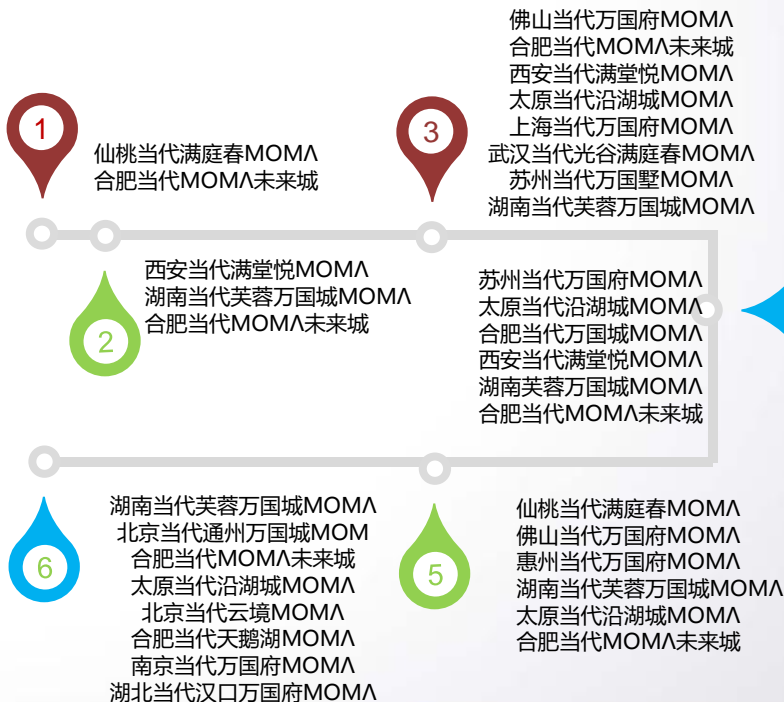 1
仙桃当代满庭春MOMΛ
合肥当代MOMΛ未来城
2
西安当代满堂悦MOMΛ
湖南当代芙蓉万国城MOMΛ
合肥当代MOMΛ未来城
3
佛山当代万国府MOMΛ
合肥当代MOMΛ未来城
西安当代满堂悦MOMΛ
太原当代沿湖城MOMΛ
上海当代万国府MOMΛ
武汉当代光谷满庭春MOMΛ
苏州当代万国墅MOMΛ
湖南当代芙蓉万国城MOMΛ
苏州当代万国府MOMΛ
太原当代沿湖城MOMΛ
合肥当代万国城MOMΛ
西安当代满堂悦MOMΛ
湖南芙蓉万国城MOMΛ
合肥当代MOMΛ未来城
5
仙桃当代满庭春MOMΛ
佛山当代万国府MOMΛ
惠州当代万国府MOMΛ
湖南当代芙蓉万国城MOMΛ
太原当代沿湖城MOMΛ
合肥当代MOMΛ未来城
6
湖南当代芙蓉万国城MOMΛ
北京当代通州万国城MOM
合肥当代MOMΛ未来城
太原当代沿湖城MOMΛ
北京当代云境MOMΛ
合肥当代天鹅湖MOMΛ
南京当代万国府MOMΛ
湖北当代汉口万国府MOMΛ